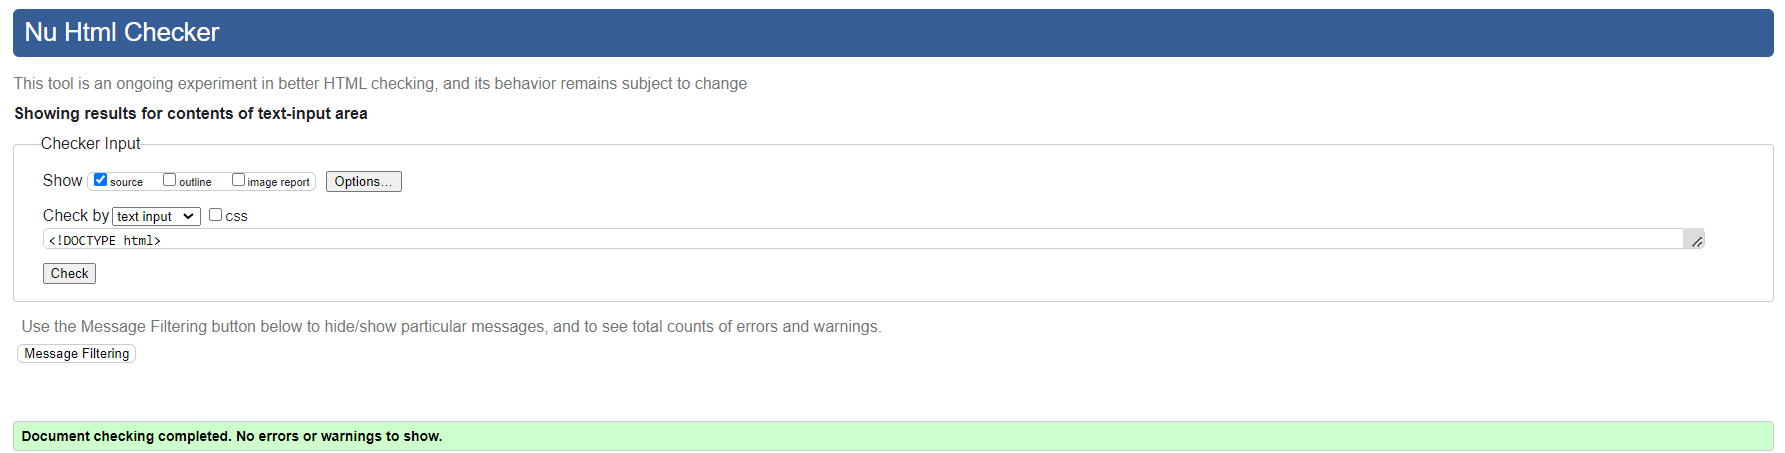 Nu Html Checker
This tool is an ongoing experiment in better HTML checking, and its behavior remains subject to change
Showing results for contents of text-input area
Checker Input
Show source outline image report Options...
Check by text input css
<!DOCTYPE html>
Check
Use the Message Filtering button below to hide/show particular messages, and to see total counts of errors and warnings.
Message Filtering
Document checking completed. No errors or warnings to show.